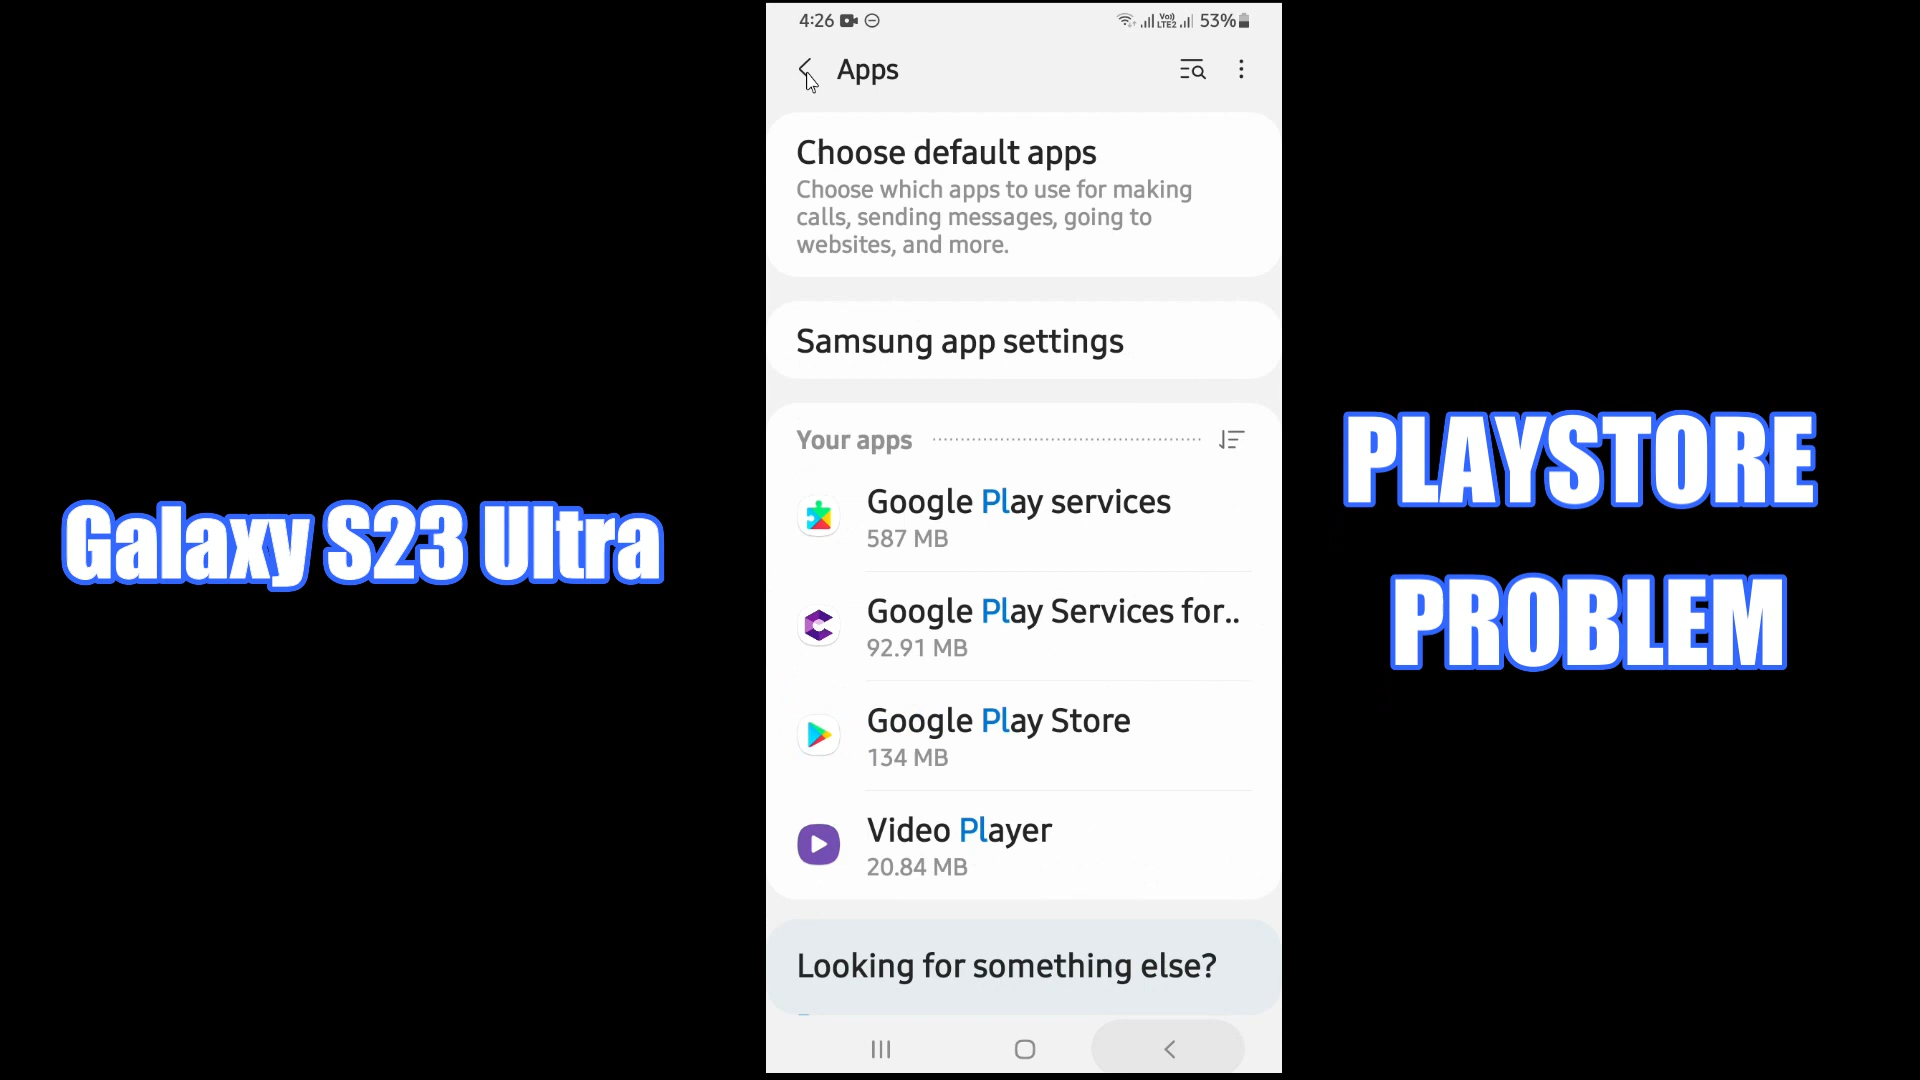 4:26
Vo)) LTE2 53%
Apps
Choose default apps
Choose which apps to use for making
calls, sending messages, going to
websites, and more.
Samsung app settings
Your apps
Google Play services
587 MB
Google Play Services for..
92.91 MB
Google Play Store
134 MB
Video Player
20.84 MB
Looking for something else?
Galaxy S23 Ultra
PLAYSTORE
PROBLEM